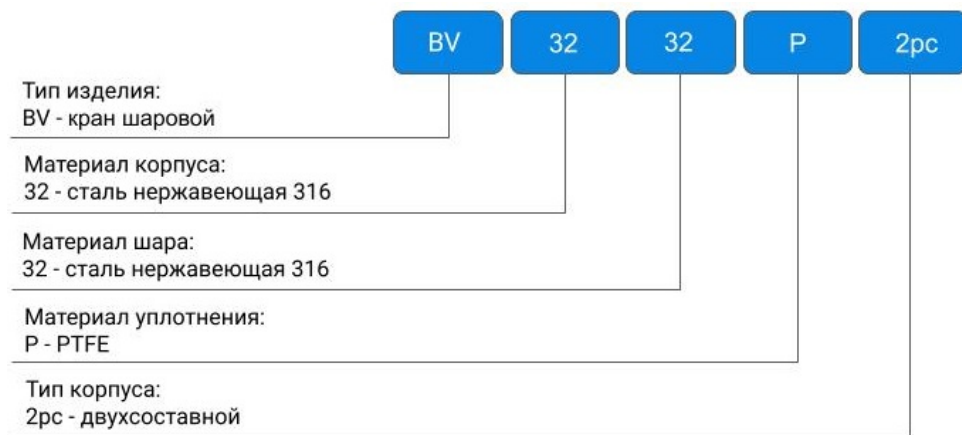 BV 32 32 P 2pc
Тип изделия:
BV - кран шаровой
Материал корпуса:
32 - сталь нержавеющая 316
Материал шара:
32 - сталь нержавеющая 316
Материал уплотнения:
P - PTFE
Тип корпуса:
2pc - двухсоставной